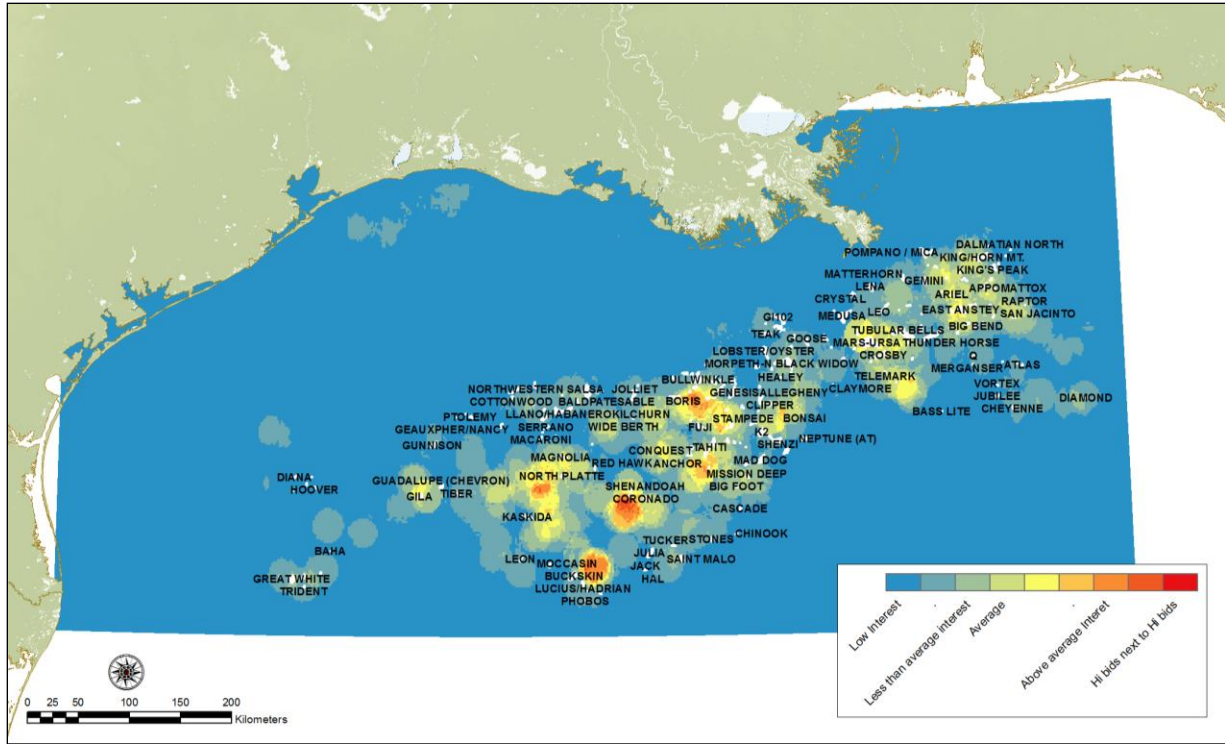 DALMATIAN NORTH
POMPANO / MICA
KING/HORN MT.
KING'S PEAK
MATTERHORN
GEMINI
LENA
APPOMATTOX
ARIEL
CRYSTAL
RAPTOR
LEO
EAST ANSTEY
SAN JACINTO
GI102
MEDUSA
BIG BEND
TEAK
TUBULAR BELLS
GOOSE
MARS-URSA THUNDER HORSE
LOBSTER/OYSTER
CROSBY
Q
MORPETH-N BLACK WIDOW
MERGANSER
ATLAS
BULLWINKLE
HEALEY
TELEMARK
VORTEX
NORTHWESTERN SALSA
JOLLIET
GENESIS
ALLEGHENY
CLAYMORE
JUBILEE
DIAMOND
COTTONWOOD
BALDPATE
SABLE
BORIS
CLIPPER
BASS LITE
CHEYENNE
PTOLEMY
LLANO/HABANERO
KILCHURN
STAMPEDE
BONSAI
GEAUXPHER/NANCY
SERRANO
WIDE BERTH
FUJI
K2
GUNNISON
MACARONI
SHENZI
NEPTUNE (AT)
CONQUEST
TAHITI
MAGNOLIA
RED HAWK
ANCHOR
MAD DOG
DIANA
GUADALUPE (CHEVRON)
NORTH PLATTE
MISSION DEEP
HOOVER
SHENANDOAH
BIG FOOT
GILA
TIBER
CORONADO
CASCADE
KASKIDA
CHINOOK
TUCKER
STONES
BAHA
JULIA
LEON
MOCCASIN
JACK
SAINT MALO
GREAT WHITE
BUCKSKIN
HAL
TRIDENT
LUCIUS/HADRIAN
PHOBOS
Low Interest
.
Less than average interest
Average
.
Above average Interet
Hi bids next to Hi bids
0 25 50 100 150 200
Kilometers